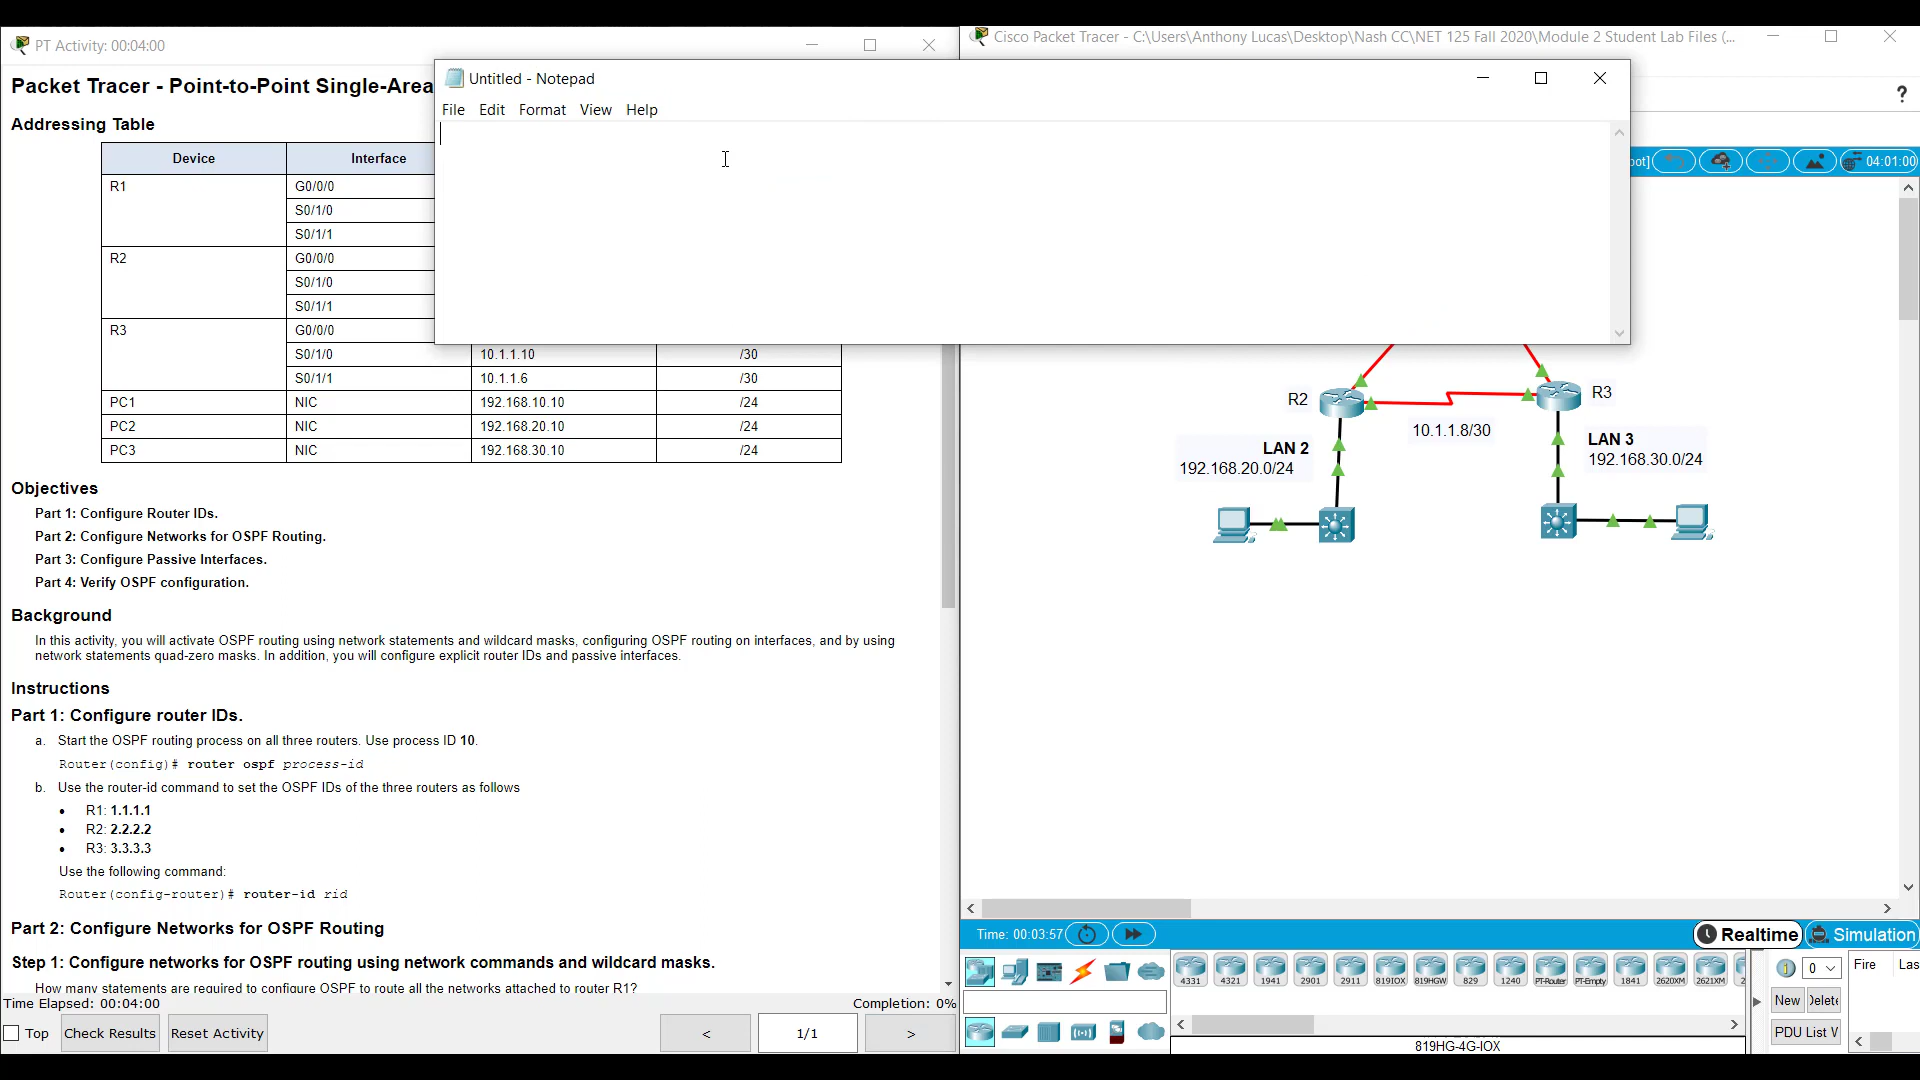 PT Activity: 00:04:00
Cisco Packet Tracer - C:\Users\Anthony Lucas\Desktop\Nash CC\NET 125 Fall 2020\Module 2 Student Lab Files (...
Untitled - Notepad
File Edit Format View Help
?
Packet Tracer - Point-to-Point Single-Area
Addressing Table
Device Interface
R1 G0/0/0
S0/1/0
S0/1/1
R2 G0/0/0
S0/1/0
S0/1/1
R3 G0/0/0
S0/1/0 10.1.1.10 /30
S0/1/1 10.1.1.6 /30
PC1 NIC 192.168.10.10 /24
PC2 NIC 192.168.20.10 /24
PC3 NIC 192.168.30.10 /24
Objectives
Part 1: Configure Router IDs.
Part 2: Configure Networks for OSPF Routing.
Part 3: Configure Passive Interfaces.
Part 4: Verify OSPF configuration.
Background
In this activity, you will activate OSPF routing using network statements and wildcard masks, configuring OSPF routing on interfaces, and by using
network statements quad-zero masks. In addition, you will configure explicit router IDs and passive interfaces.
Instructions
Part 1: Configure router IDs.
a. Start the OSPF routing process on all three routers. Use process ID 10.
Router(config)# router ospf process-id
b. Use the router-id command to set the OSPF IDs of the three routers as follows
• R1: 1.1.1.1
• R2: 2.2.2.2
• R3: 3.3.3.3
Use the following command:
Router(config-router)# router-id rid
Part 2: Configure Networks for OSPF Routing
Step 1: Configure networks for OSPF routing using network commands and wildcard masks.
How many statements are required to configure OSPF to route all the networks attached to router R1?
Time Elapsed: 00:04:00 Completion: 0%
Top Check Results Reset Activity < 1/1 >
oot] 04:01:00
R2
R3
10.1.1.8/30
LAN 2
192.168.20.0/24
LAN 3
192.168.30.0/24
Time: 00:03:57 Realtime Simulation
4331 4321 1941 2901 2911 819IOX 819HGW 829 1240 PT-Router PT-Empty 1841 2620XM 2621XM 2
819HG-4G-IOX
0 Fire Las
New Delete
PDU List V